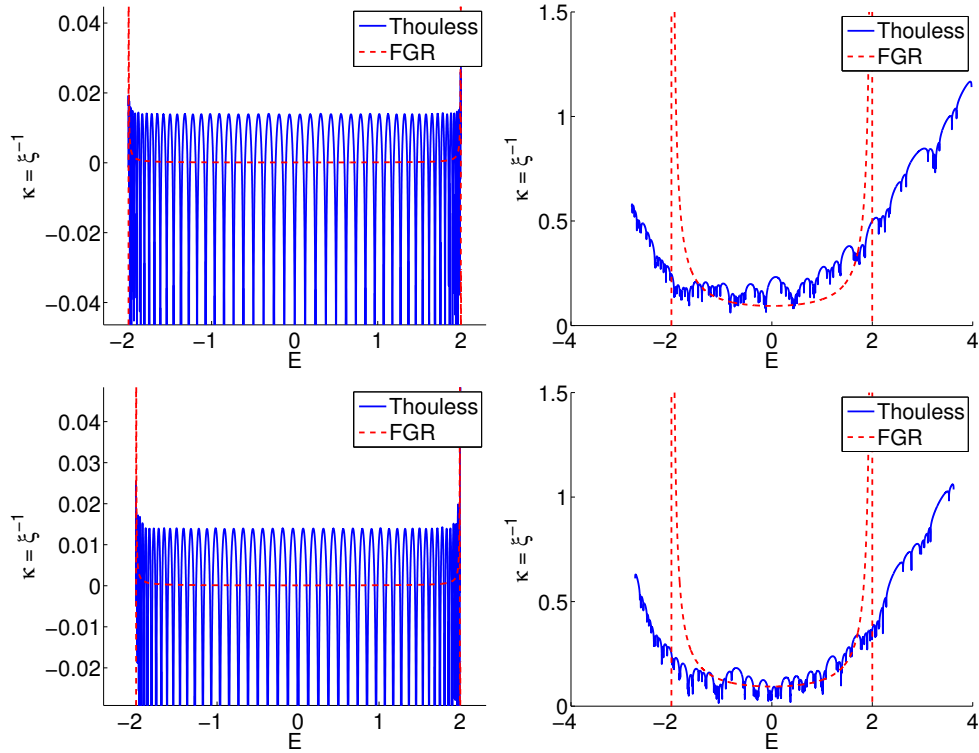 0.04
0.02
0
−0.02
−0.04
κ = ξ⁻¹
−2
−1
0
1
2
E
Thouless
FGR
1.5
1
0.5
0
κ = ξ⁻¹
−4
−2
0
2
4
E
Thouless
FGR
0.04
0.03
0.02
0.01
0
−0.01
−0.02
κ = ξ⁻¹
−2
−1
0
1
2
E
Thouless
FGR
1.5
1
0.5
0
κ = ξ⁻¹
−4
−2
0
2
4
E
Thouless
FGR